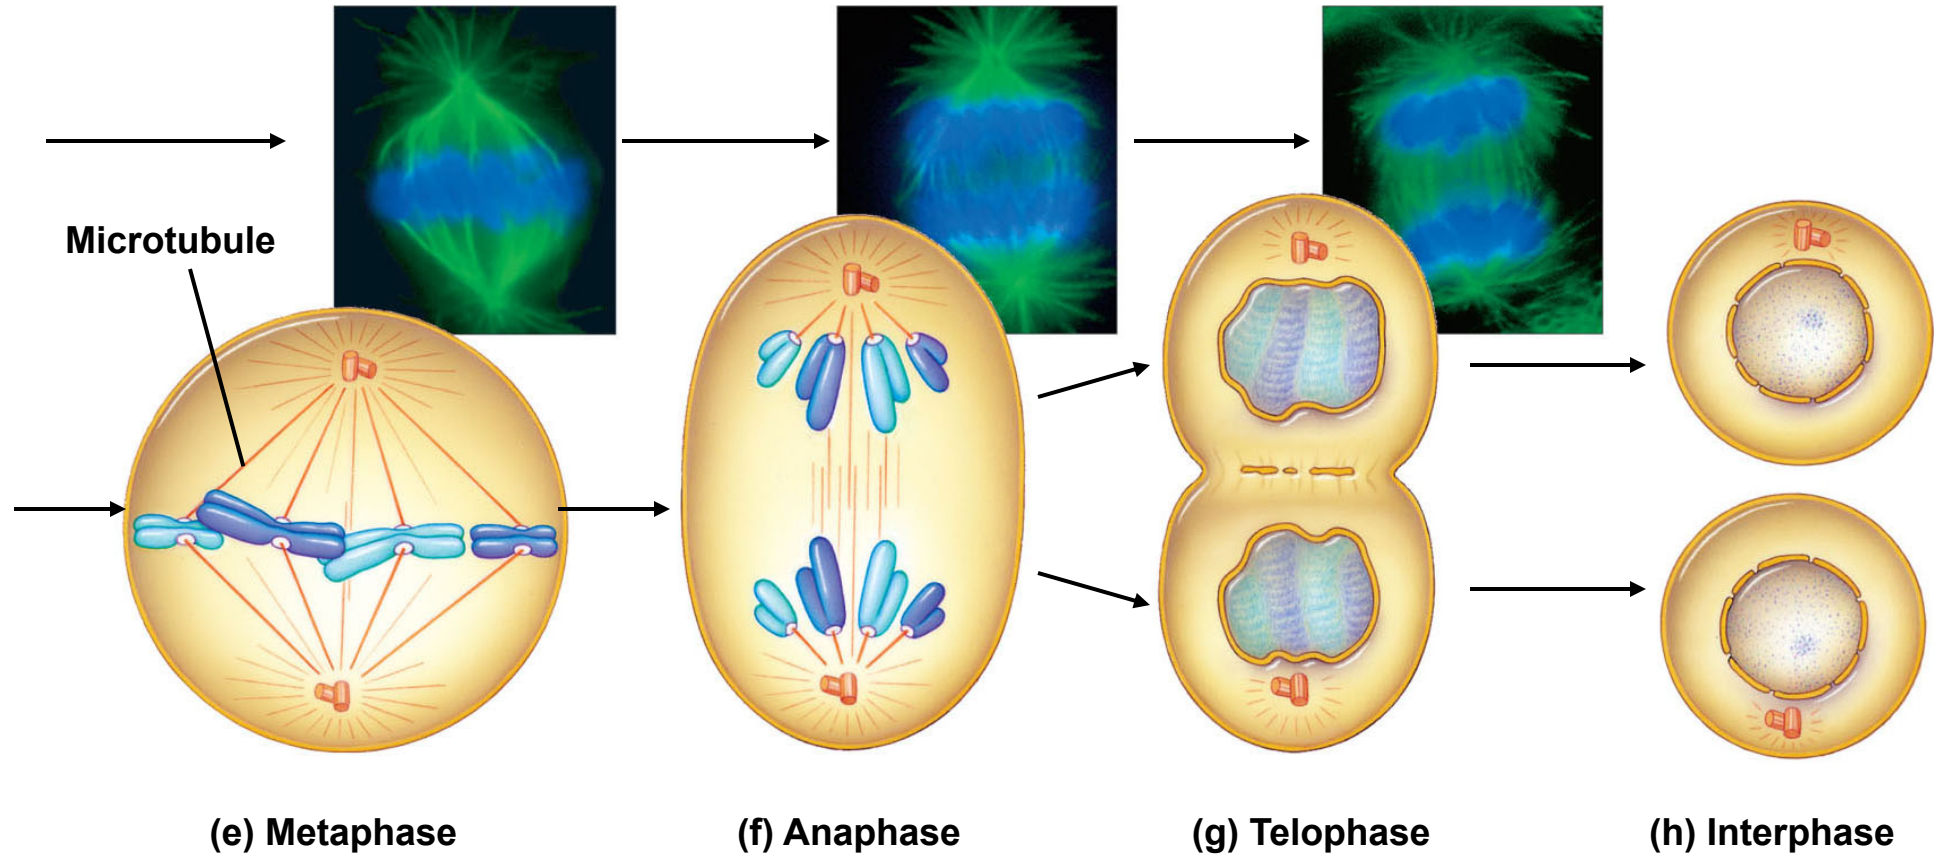 Microtubule
(e) Metaphase
(f) Anaphase
(g) Telophase
(h) Interphase